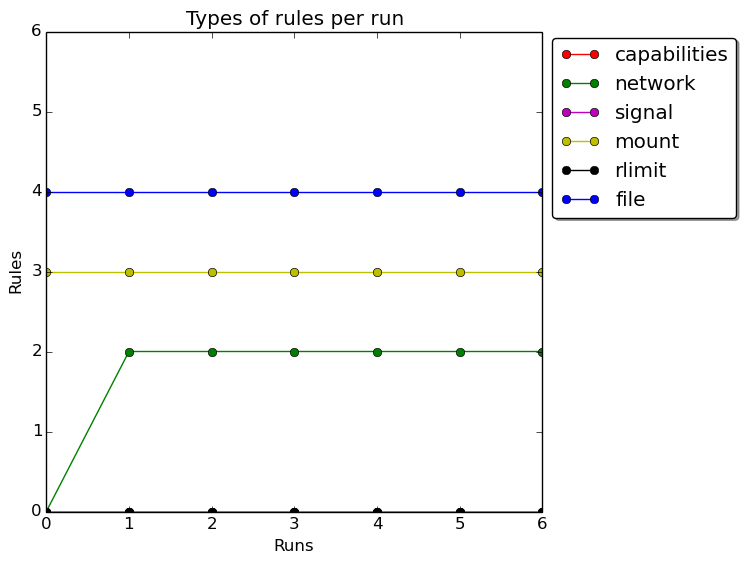 Types of rules per run
6
5
4
3
2
1
0
Rules
0 1 2 3 4 5 6
Runs
capabilities
network
signal
mount
rlimit
file